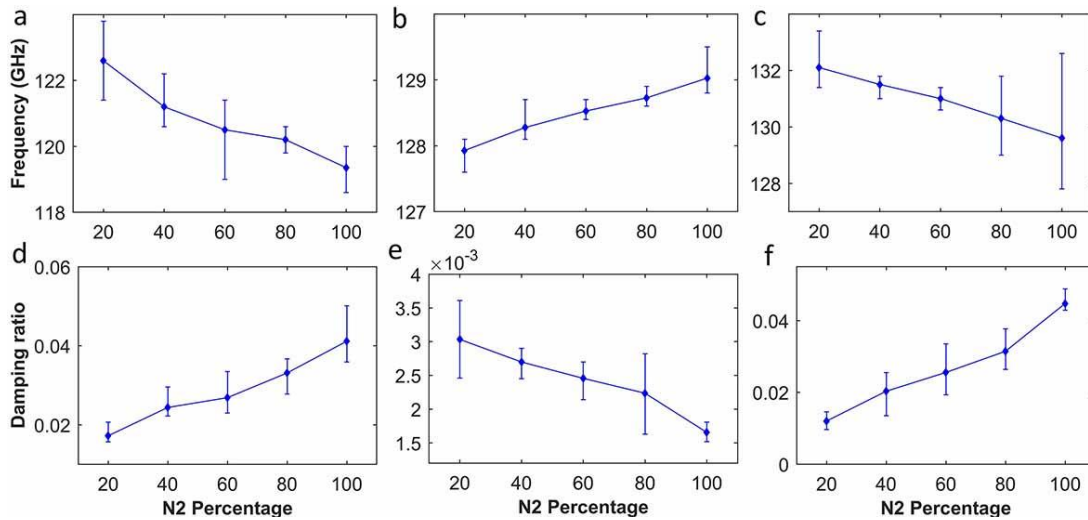 a
b
c
Frequency (GHz)
122
120
118
20 40 60 80 100
129
128
127
20 40 60 80 100
132
130
128
20 40 60 80 100
d
e
f
Damping ratio
0.06
0.04
0.02
20 40 60 80 100
N2 Percentage
×10⁻³
4
3.5
3
2.5
2
1.5
20 40 60 80 100
N2 Percentage
0.04
0.02
0
20 40 60 80 100
N2 Percentage